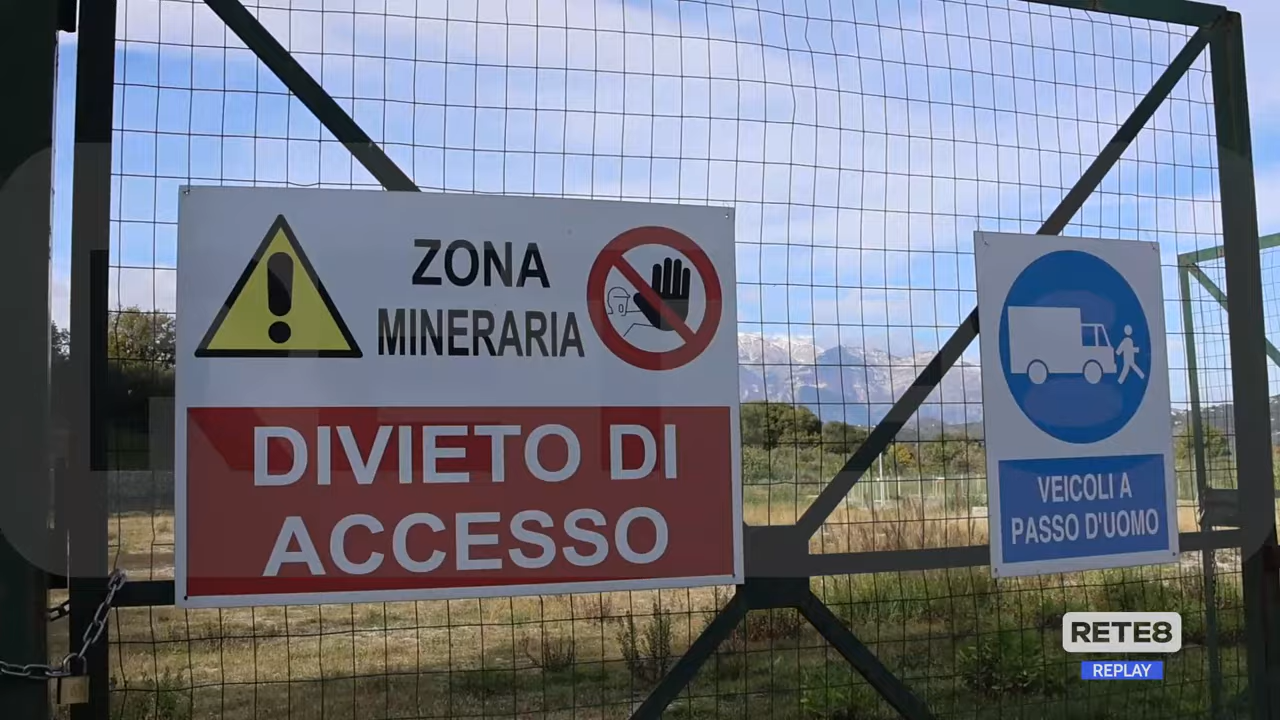 ZONA
MINERARIA
DIVIETO DI
ACCESSO
VEICOLI A
PASSO D'UOMO
RETE8
REPLAY